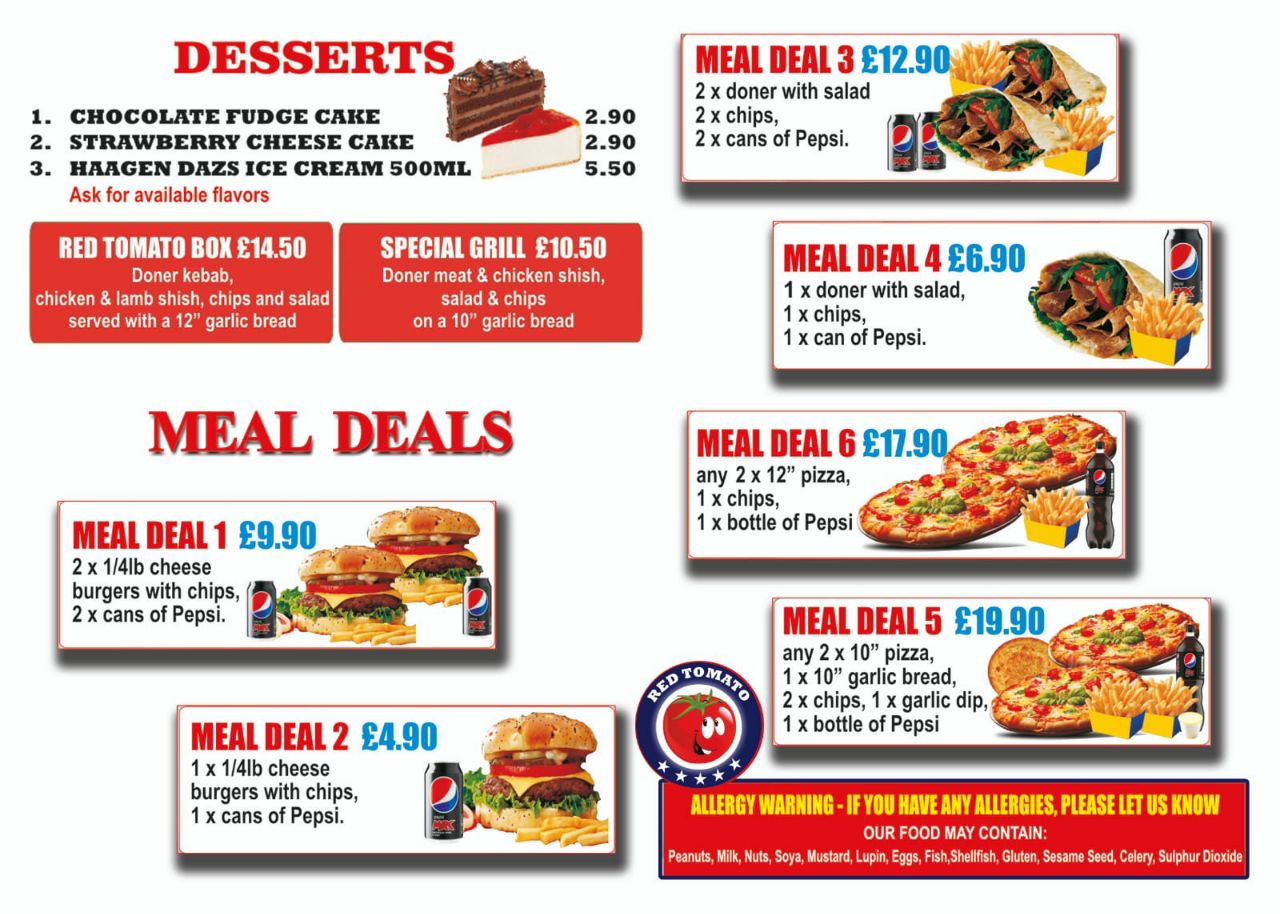 DESSERTS
1. CHOCOLATE FUDGE CAKE 2.90
2. STRAWBERRY CHEESE CAKE 2.90
3. HAAGEN DAZS ICE CREAM 500ML 5.50
Ask for available flavors
RED TOMATO BOX £14.50
Doner kebab,
chicken & lamb shish, chips and salad
served with a 12” garlic bread
SPECIAL GRILL £10.50
Doner meat & chicken shish,
salad & chips
on a 10” garlic bread
MEAL DEALS
MEAL DEAL 1 £9.90
2 x 1/4lb cheese
burgers with chips,
2 x cans of Pepsi.
MAX
MEAL DEAL 2 £4.90
1 x 1/4lb cheese
burgers with chips,
1 x cans of Pepsi.
MAX
MEAL DEAL 3 £12.90
2 x doner with salad
2 x chips,
2 x cans of Pepsi.
MEAL DEAL 4 £6.90
1 x doner with salad,
1 x chips,
1 x can of Pepsi.
MAX
MEAL DEAL 6 £17.90
any 2 x 12” pizza,
1 x chips,
1 x bottle of Pepsi
MEAL DEAL 5 £19.90
any 2 x 10” pizza,
1 x 10” garlic bread,
2 x chips, 1 x garlic dip,
1 x bottle of Pepsi
RED TOMATO
ALLERGY WARNING - IF YOU HAVE ANY ALLERGIES, PLEASE LET US KNOW
OUR FOOD MAY CONTAIN:
Peanuts, Milk, Nuts, Soya, Mustard, Lupin, Eggs, Fish,Shellfish, Gluten, Sesame Seed, Celery, Sulphur Dioxide